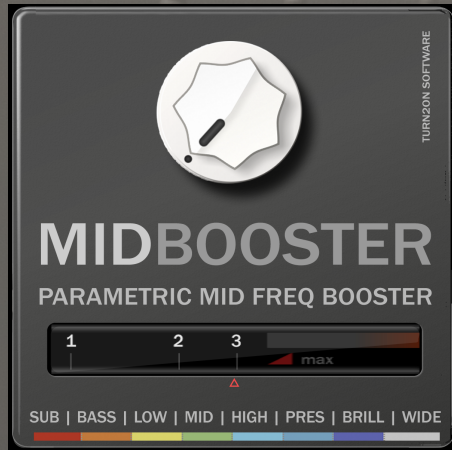 TURN2ON SOFTWARE
MIDBOOSTER
PARAMETRIC MID FREQ BOOSTER
1 2 3
max
SUB | BASS | LOW | MID | HIGH | PRES | BRILL | WIDE